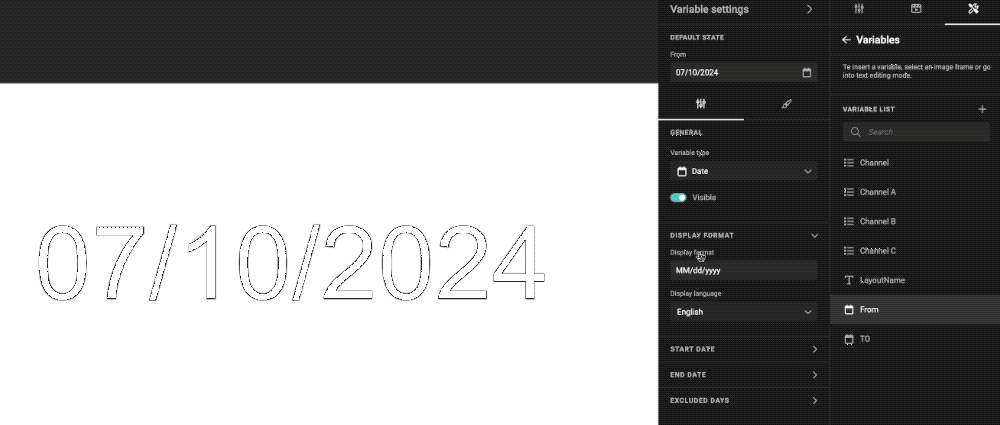 07/10/2024
Variable settings
DEFAULT STATE
From
07/10/2024
GENERAL
Variable type
Date
Visible
DISPLAY FORMAT
Display format
MM/dd/yyyy
Display language
English
START DATE
END DATE
EXCLUDED DAYS
Variables
To insert a variable, select an image frame or go
into text editing mode.
VARIABLE LIST
Search
Channel
Channel A
Channel B
Channel C
LayoutName
From
TO